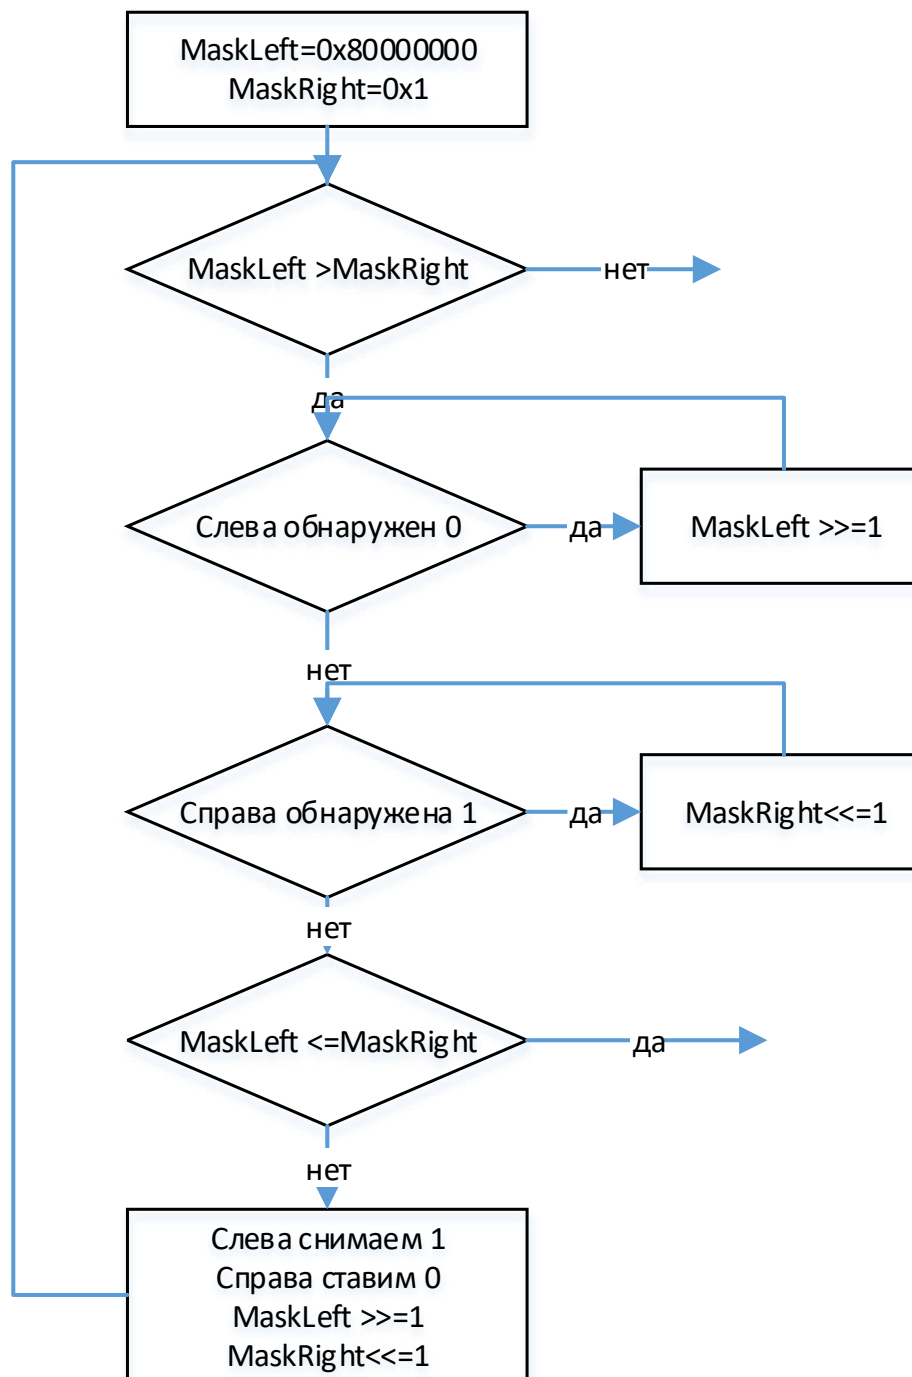 MaskLeft=0x80000000
MaskRight=0x1
MaskLeft >MaskRight
нет
да
Слева обнаружен 0
да
MaskLeft >>=1
нет
Справа обнаружена 1
да
MaskRight<<=1
нет
MaskLeft <=MaskRight
да
нет
Слева снимаем 1
Справа ставим 0
MaskLeft >>=1
MaskRight<<=1